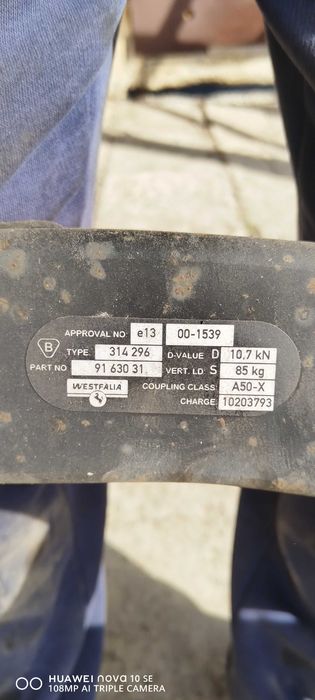 APPROVAL NO e13 00-1539
B TYPE 314 296 D-VALUE D 10,7 kN
PART NO 91 630 31 VERT. LD S 85 kg
WESTFALIA COUPLING CLASS A50-X
CHARGE 10203793
HUAWEI nova 10 SE
108MP AI TRIPLE CAMERA